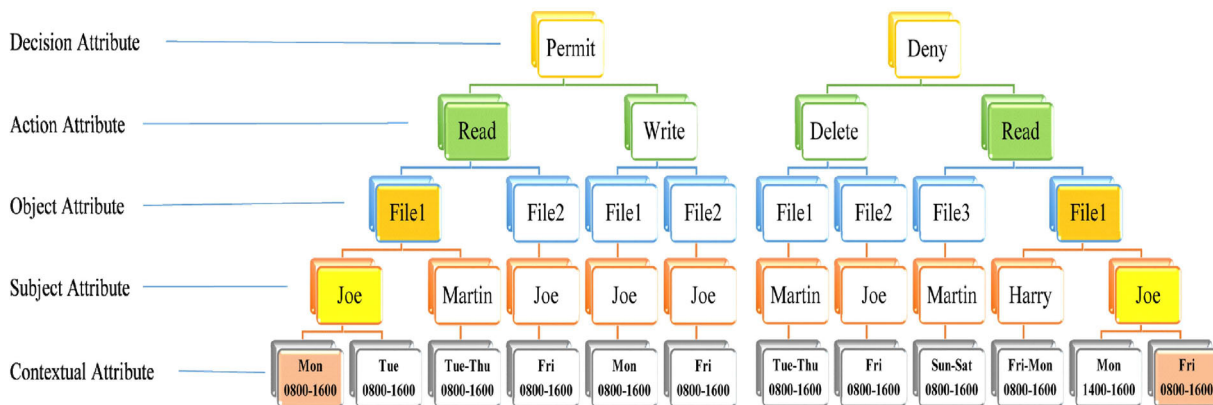 Decision Attribute Permit Deny
Action Attribute Read Write Delete Read
Object Attribute File1 File2 File1 File2 File1 File2 File3 File1
Subject Attribute Joe Martin Joe Joe Joe Martin Joe Martin Harry Joe
Mon Tue Tue-Thu Fri Mon Fri Tue-Thu Fri Sun-Sat Fri-Mon Mon Fri
Contextual Attribute 0800-1600 0800-1600 0800-1600 0800-1600 0800-1600 0800-1600 0800-1600 0800-1600 0800-1600 0800-1600 1400-1600 0800-1600